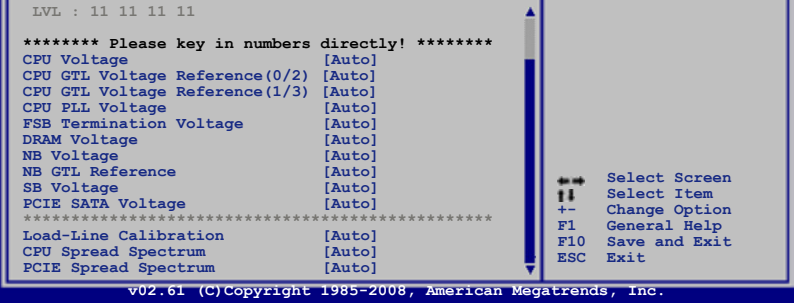 LVL : 11 11 11 11
******** Please key in numbers directly! ********
CPU Voltage [Auto]
CPU GTL Voltage Reference(0/2) [Auto]
CPU GTL Voltage Reference(1/3) [Auto]
CPU PLL Voltage [Auto]
FSB Termination Voltage [Auto]
DRAM Voltage [Auto]
NB Voltage [Auto]
NB GTL Reference [Auto]
SB Voltage [Auto]
PCIE SATA Voltage [Auto]
**************************************************
Load-Line Calibration [Auto]
CPU Spread Spectrum [Auto]
PCIE Spread Spectrum [Auto]
←→ Select Screen
↑↓ Select Item
+- Change Option
F1 General Help
F10 Save and Exit
ESC Exit
v02.61 (C)Copyright 1985-2008, American Megatrends, Inc.